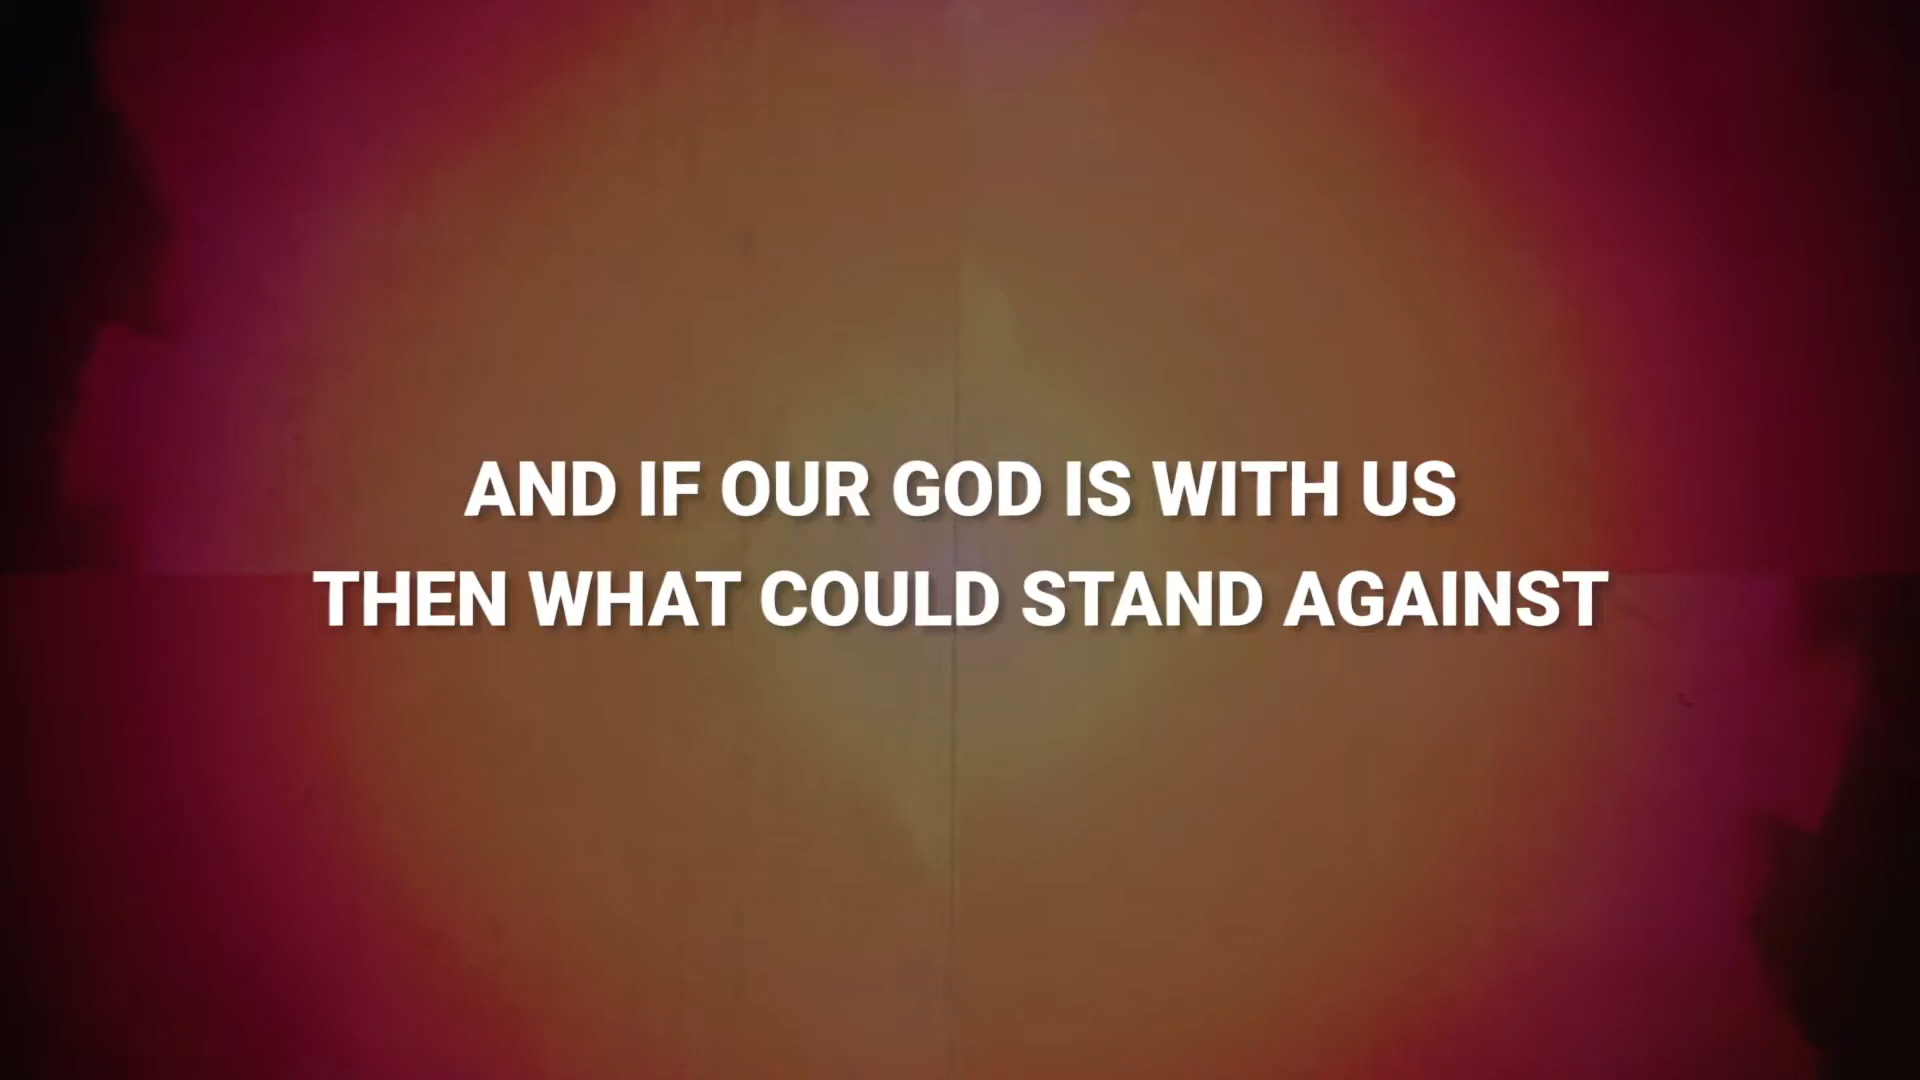 AND IF OUR GOD IS WITH US
THEN WHAT COULD STAND AGAINST